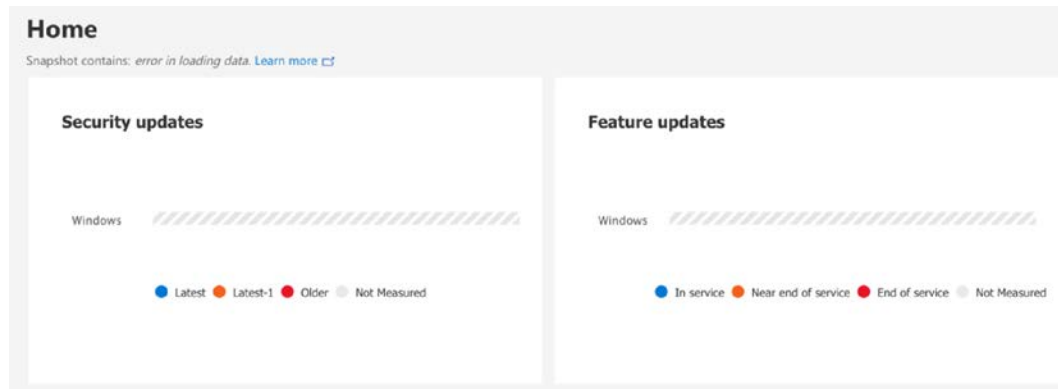 Home
Snapshot contains: error in loading data. Learn more
Security updates
Windows
Latest Latest-1 Older Not Measured
Feature updates
Windows
In service Near end of service End of service Not Measured